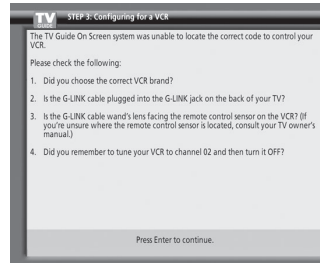 TV GUIDE
STEP 3: Configuring for a VCR
The TV Guide On Screen system was unable to locate the correct code to control your
VCR.
Please check the following:
1. Did you choose the correct VCR brand?
2. Is the G-LINK cable plugged into the G-LINK jack on the back of your TV?
3. Is the G-LINK cable wand's lens facing the remote control sensor on the VCR? (If
you're unsure where the remote control sensor is located, consult your TV owner's
manual.)
4. Did you remember to tune your VCR to channel 02 and then turn it OFF?
Press Enter to continue.